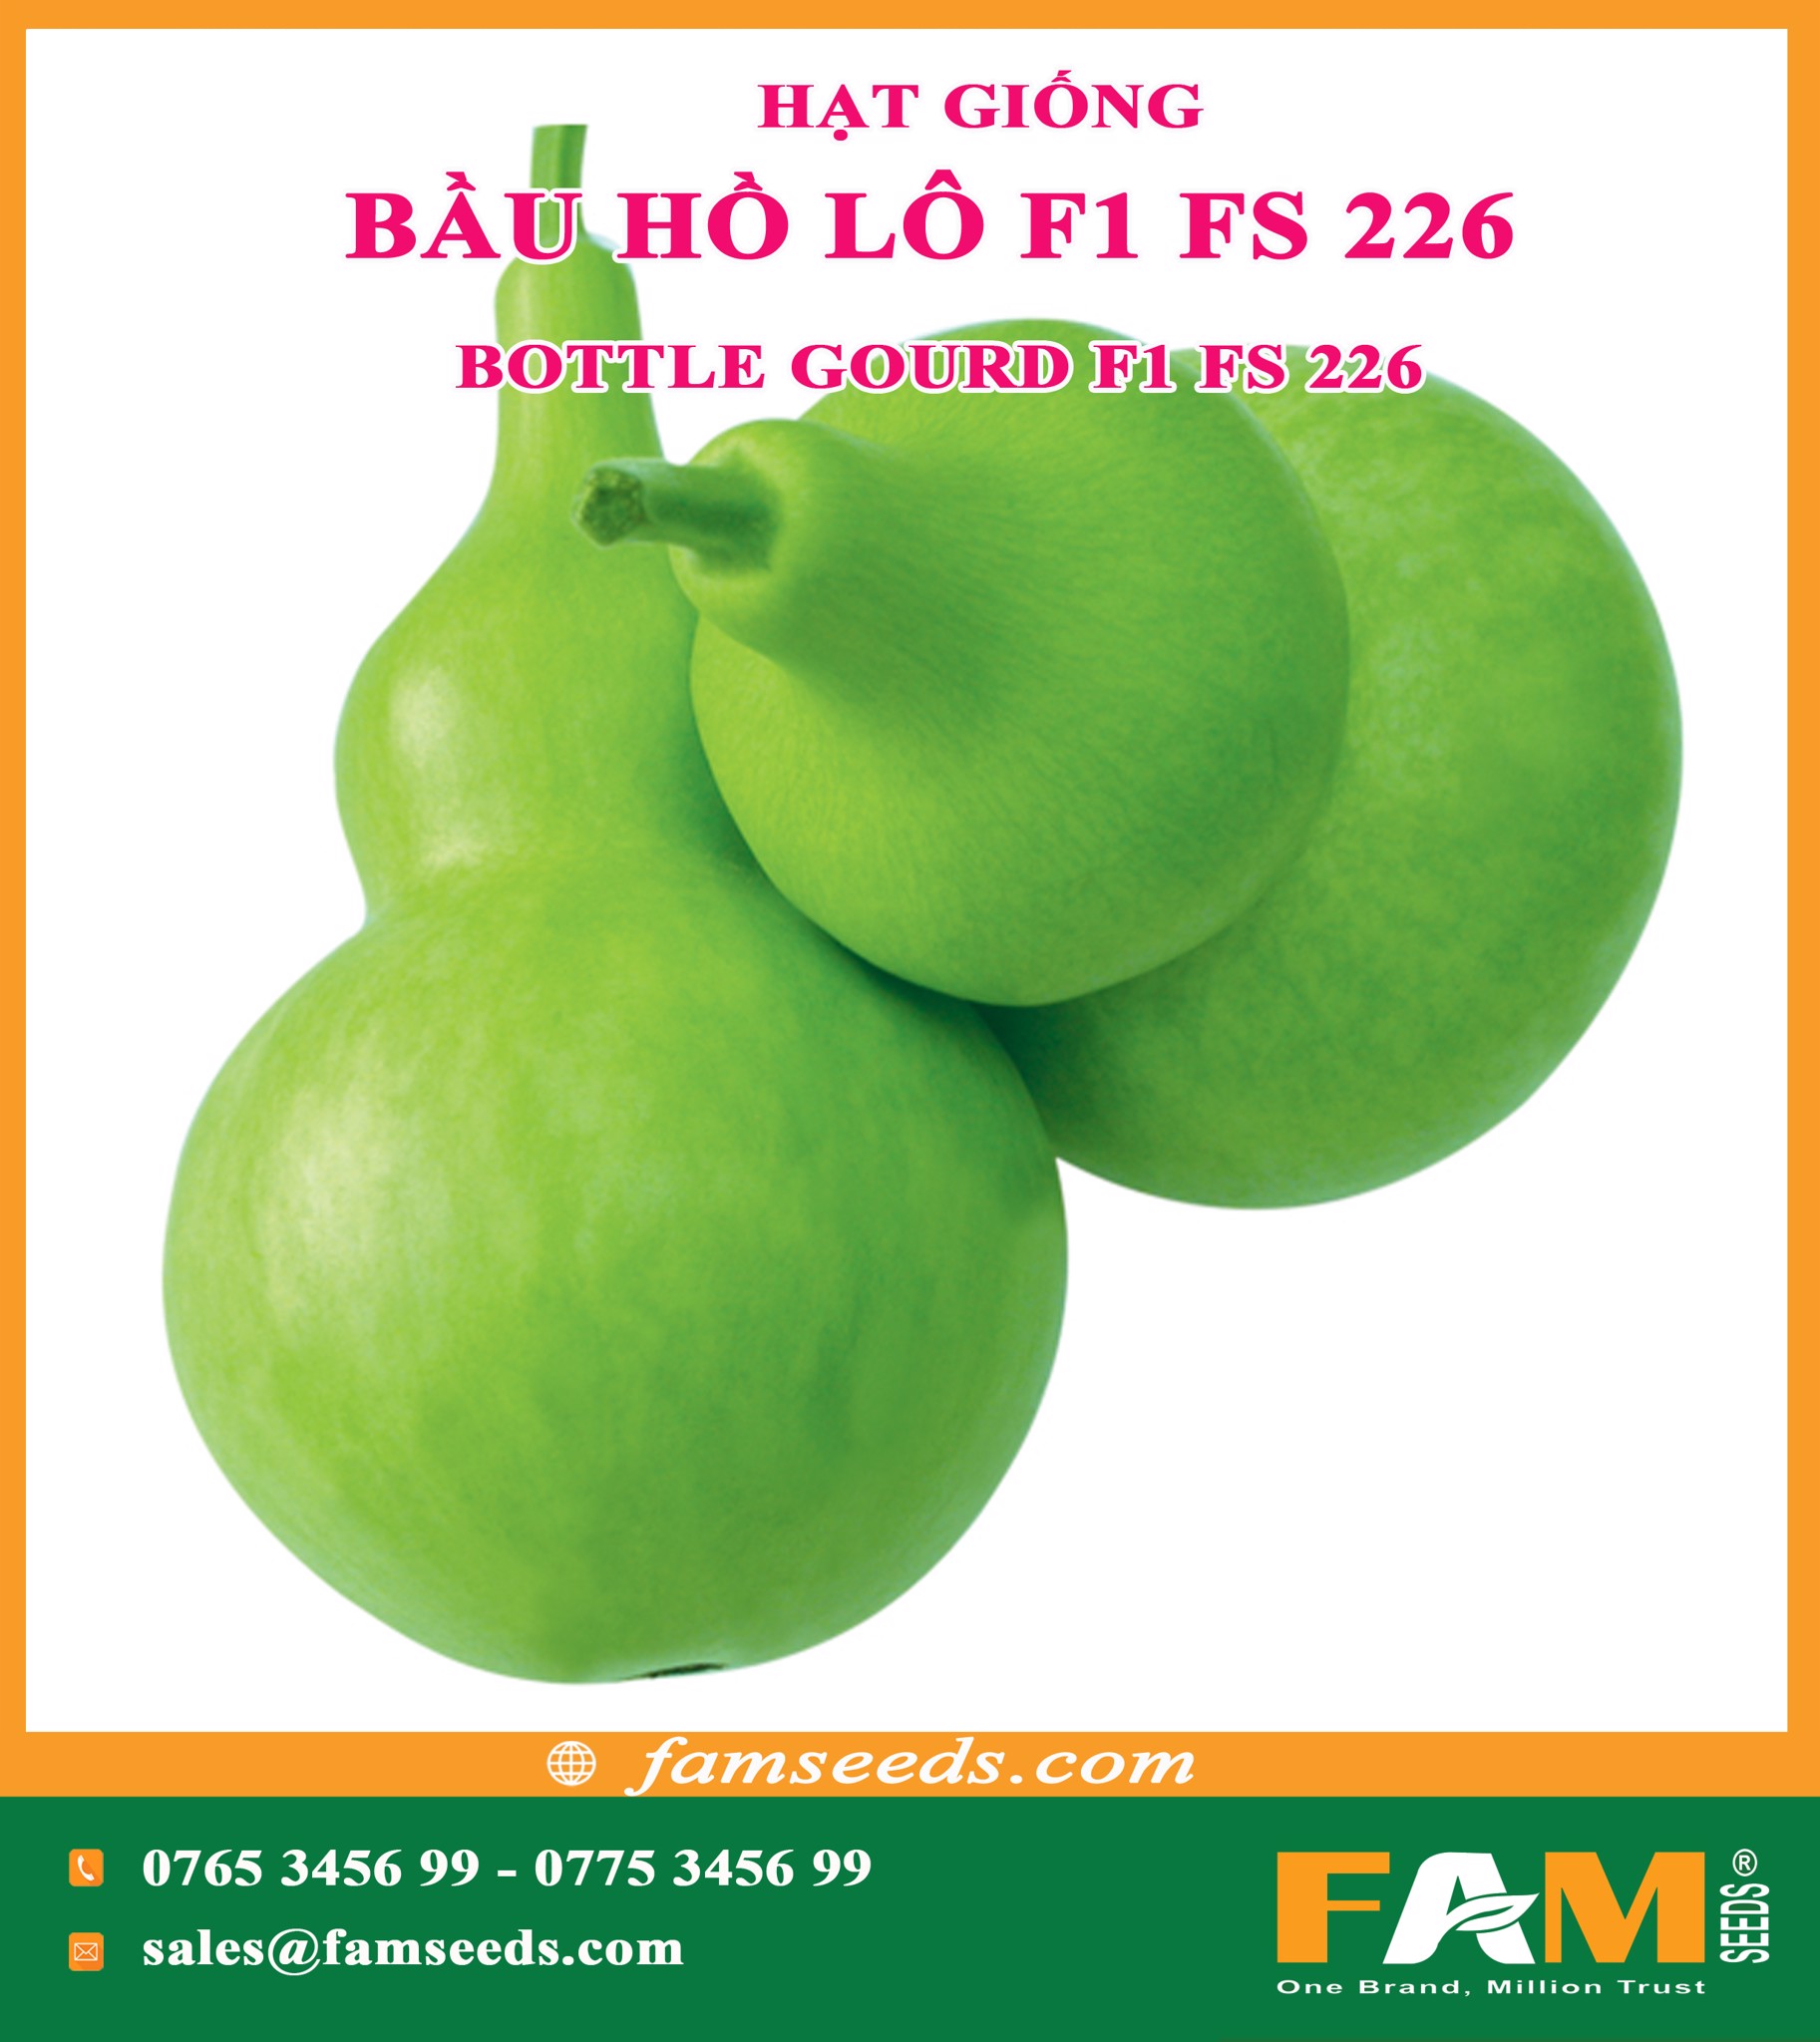 HẠT GIỐNG
BẦU HỒ LÔ F1 FS 226
BOTTLE GOURD F1 FS 226
famseeds.com
0765 3456 99 - 0775 3456 99
sales@famseeds.com
FAM SEEDS®
One Brand, Million Trust